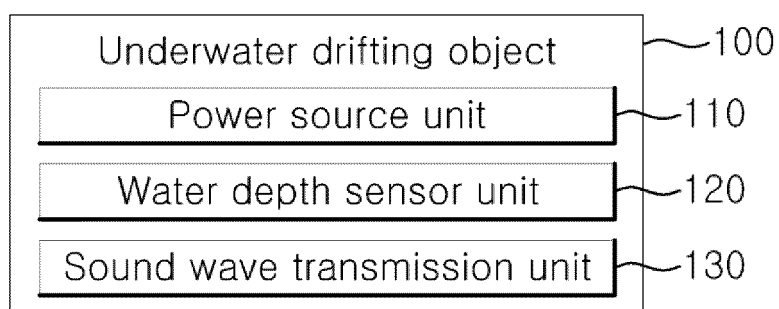 Underwater drifting object 100
Power source unit 110
Water depth sensor unit 120
Sound wave transmission unit 130